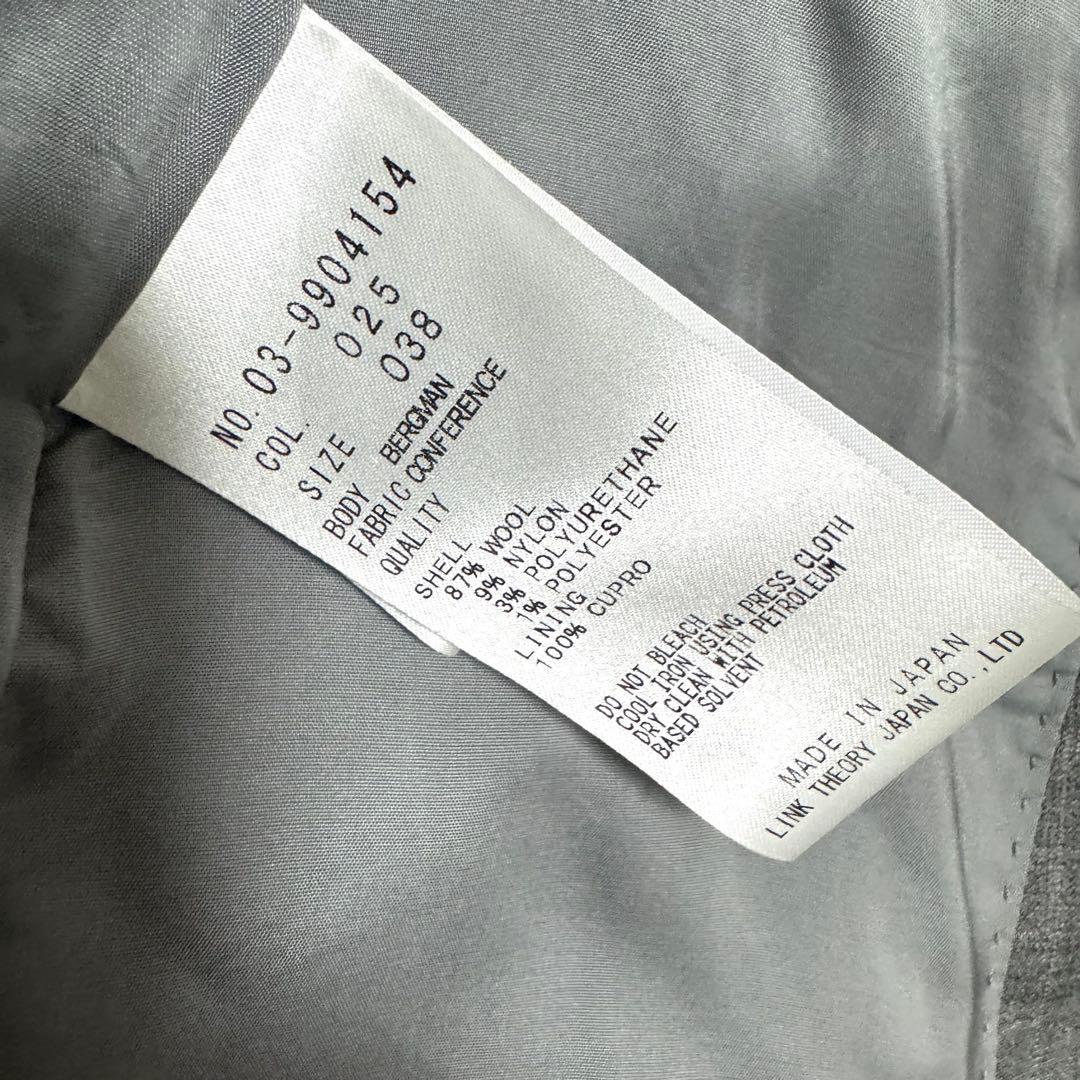 NO. 03-9904154
COL. 025
SIZE 038
BODY BERGMAN
FABRIC CONFERENCE
QUALITY
SHELL
87% WOOL
9% NYLON
3% POLYURETHANE
1% POLYESTER
LINING
100% CUPRO
DO NOT BLEACH
COOL IRON USING PRESS CLOTH
DRY CLEAN WITH PETROLEUM
BASED SOLVENT
MADE IN JAPAN
LINK THEORY JAPAN CO.,LTD